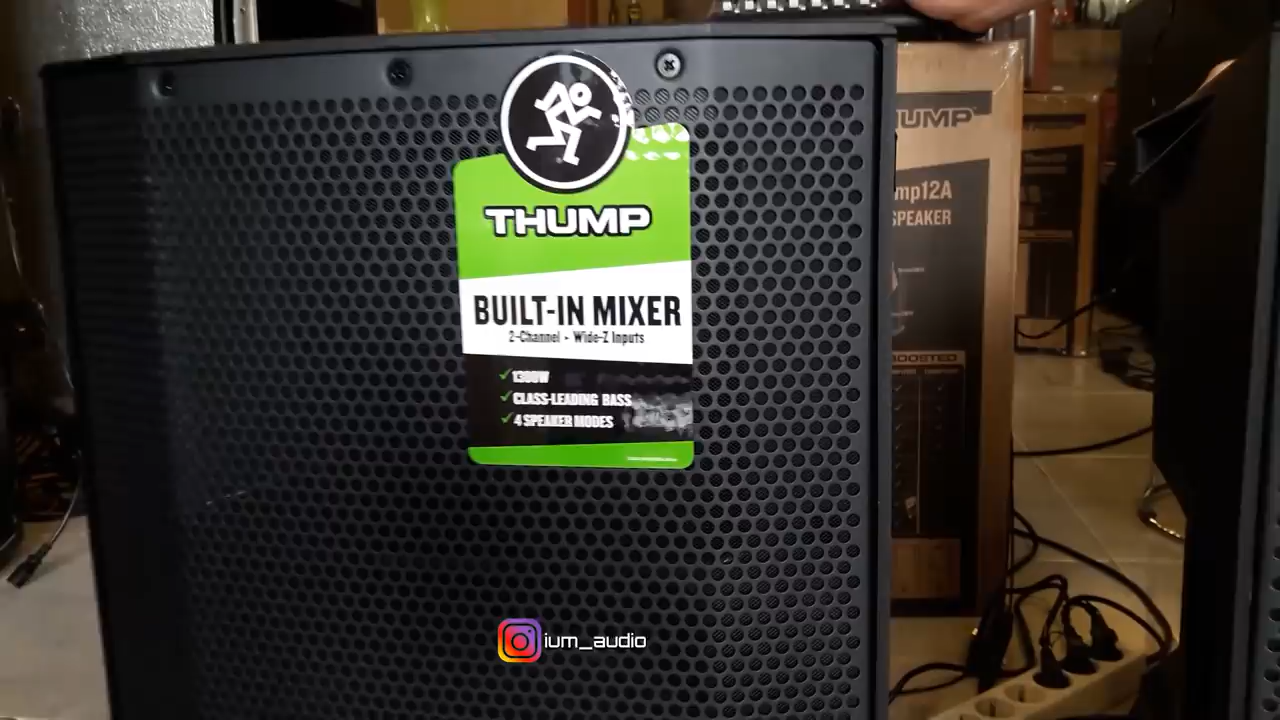 THUMP
BUILT-IN MIXER
2-Channel - Wide-Z Inputs
✓ 1300W
✓ CLASS-LEADING BASS
✓ 4 SPEAKER MODES
ium_audio
UMP
mp12A
SPEAKER
BOOSTED